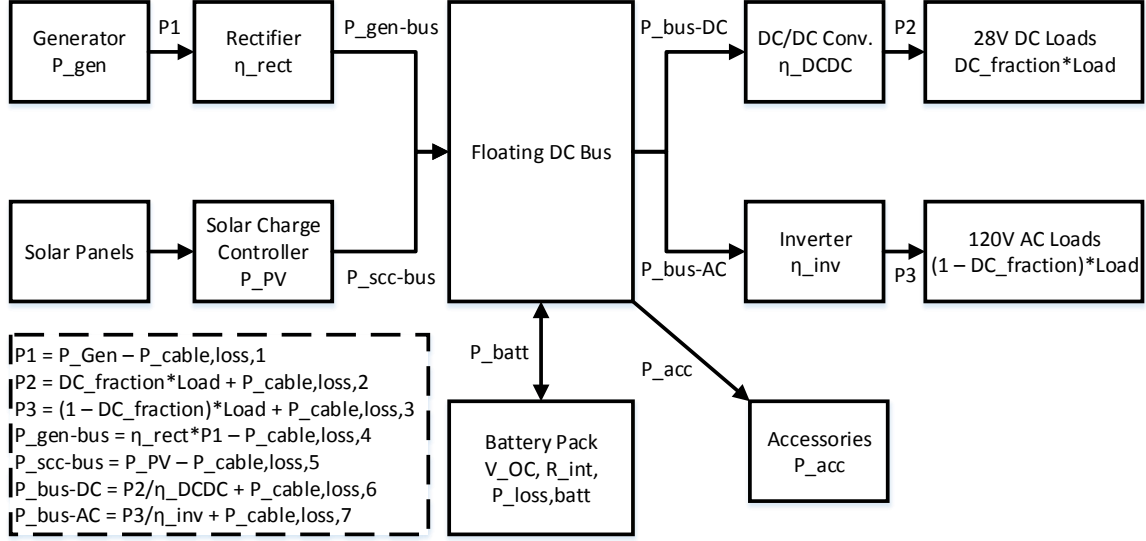 Generator
P_gen
P1
Rectifier
η_rect
P_gen-bus
Floating DC Bus
P_bus-DC
DC/DC Conv.
η_DCDC
P2
28V DC Loads
DC_fraction*Load
Solar Panels
Solar Charge
Controller
P_PV
P_scc-bus
P_bus-AC
Inverter
η_inv
P3
120V AC Loads
(1 – DC_fraction)*Load
P_batt
P_acc
Battery Pack
V_OC, R_int,
P_loss,batt
Accessories
P_acc
P1 = P_Gen – P_cable,loss,1
P2 = DC_fraction*Load + P_cable,loss,2
P3 = (1 – DC_fraction)*Load + P_cable,loss,3
P_gen-bus = η_rect*P1 – P_cable,loss,4
P_scc-bus = P_PV – P_cable,loss,5
P_bus-DC = P2/η_DCDC + P_cable,loss,6
P_bus-AC = P3/η_inv + P_cable,loss,7